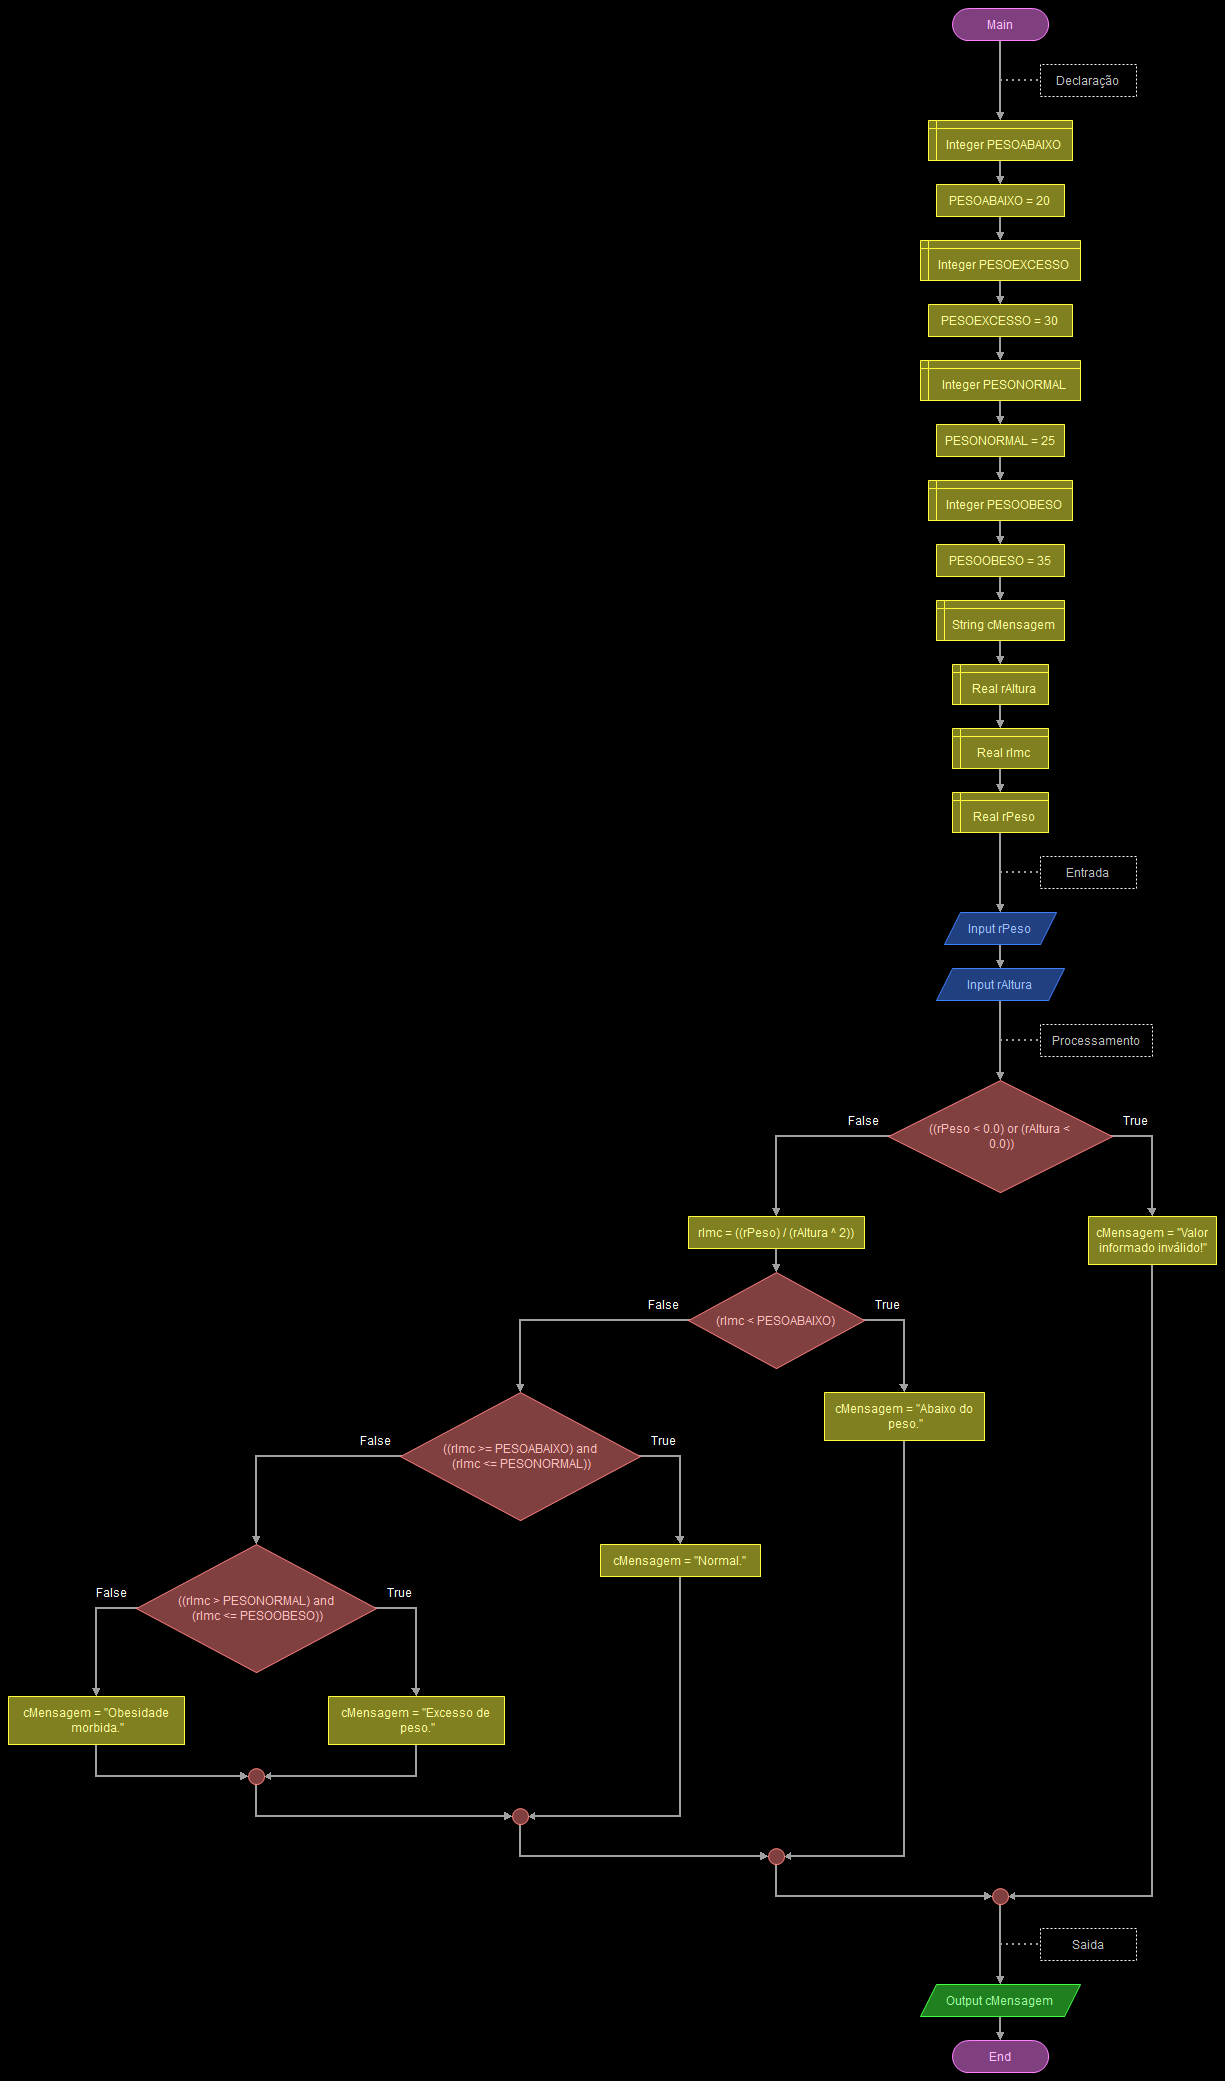 Main
Declaração
Integer PESOABAIXO
PESOABAIXO = 20
Integer PESOEXCESSO
PESOEXCESSO = 30
Integer PESONORMAL
PESONORMAL = 25
Integer PESOOBESO
PESOOBESO = 35
String cMensagem
Real rAltura
Real rImc
Real rPeso
Entrada
Input rPeso
Input rAltura
Processamento
False
True
((rPeso < 0.0) or (rAltura <
0.0))
rImc = ((rPeso) / (rAltura ^ 2))
cMensagem = "Valor
informado inválido!"
False
True
(rImc < PESOABAIXO)
cMensagem = "Abaixo do
peso."
False
True
((rImc >= PESOABAIXO) and
(rImc <= PESONORMAL))
cMensagem = "Normal."
False
True
((rImc > PESONORMAL) and
(rImc <= PESOOBESO))
cMensagem = "Obesidade
morbida."
cMensagem = "Excesso de
peso."
Saida
Output cMensagem
End